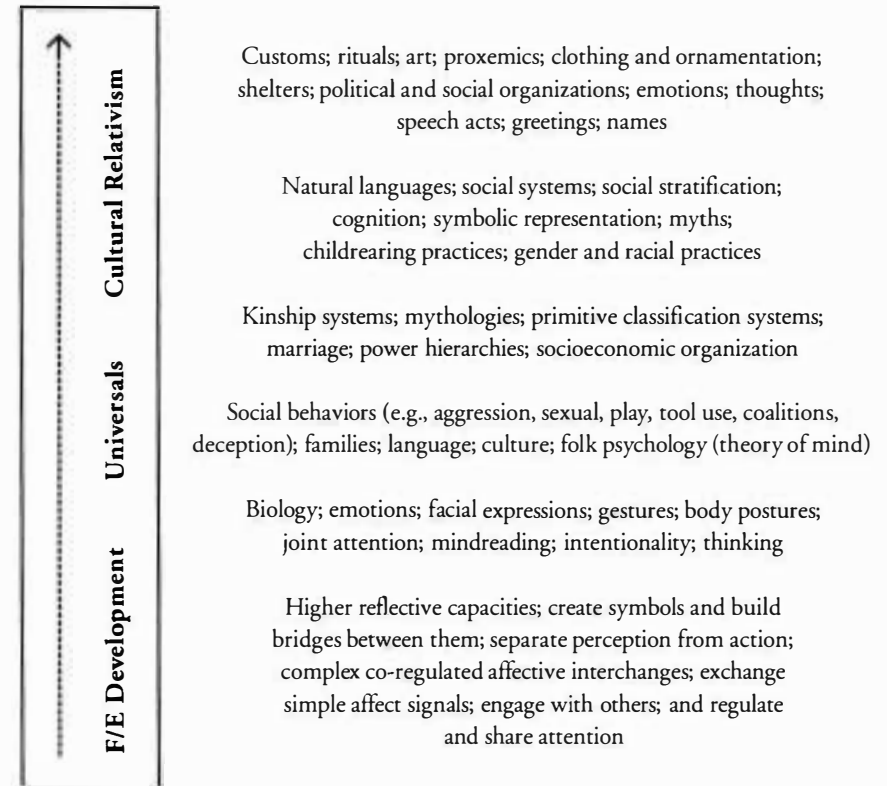 Cultural Relativism
Universals
F/E Development
Customs; rituals; art; proxemics; clothing and ornamentation;
shelters; political and social organizations; emotions; thoughts;
speech acts; greetings; names
Natural languages; social systems; social stratification;
cognition; symbolic representation; myths;
childrearing practices; gender and racial practices
Kinship systems; mythologies; primitive classification systems;
marriage; power hierarchies; socioeconomic organization
Social behaviors (e.g., aggression, sexual, play, tool use, coalitions,
deception); families; language; culture; folk psychology (theory of mind)
Biology; emotions; facial expressions; gestures; body postures;
joint attention; mindreading; intentionality; thinking
Higher reflective capacities; create symbols and build
bridges between them; separate perception from action;
complex co-regulated affective interchanges; exchange
simple affect signals; engage with others; and regulate
and share attention